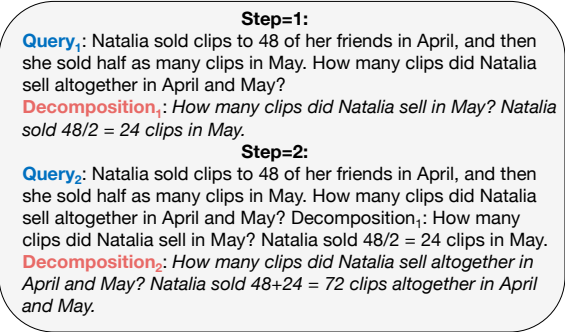 Step=1:
Query₁: Natalia sold clips to 48 of her friends in April, and then
she sold half as many clips in May. How many clips did Natalia
sell altogether in April and May?
Decomposition₁: How many clips did Natalia sell in May? Natalia
sold 48/2 = 24 clips in May.
Step=2:
Query₂: Natalia sold clips to 48 of her friends in April, and then
she sold half as many clips in May. How many clips did Natalia
sell altogether in April and May? Decomposition₁: How many
clips did Natalia sell in May? Natalia sold 48/2 = 24 clips in May.
Decomposition₂: How many clips did Natalia sell altogether in
April and May? Natalia sold 48+24 = 72 clips altogether in April
and May.